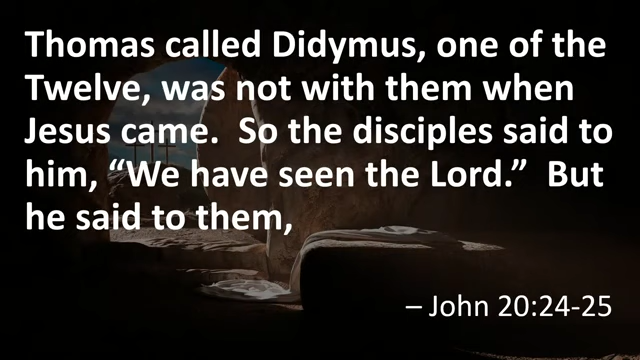 Thomas called Didymus, one of the
Twelve, was not with them when
Jesus came.  So the disciples said to
him, “We have seen the Lord.”  But
he said to them,
– John 20:24-25